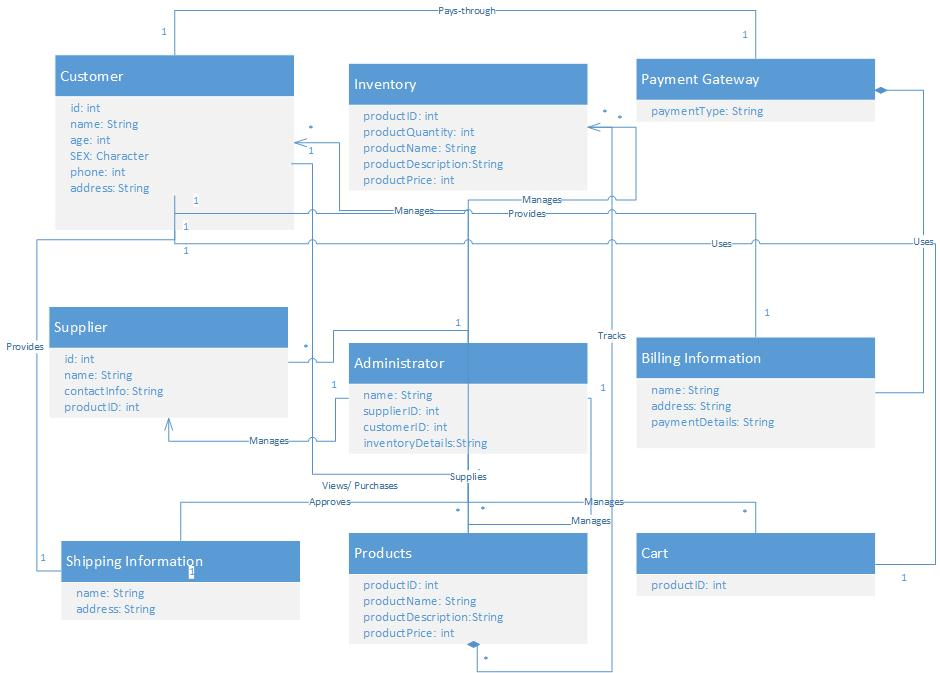 Pays-through
1
1
Customer
id: int
name: String
age: int
SEX: Character
phone: int
address: String
Inventory
productID: int
productQuantity: int
productName: String
productDescription:String
productPrice: int
Payment Gateway
paymentType: String
*
1
*
*
1
1
1
Manages
Manages
Provides
Uses
Uses
Provides
Supplier
id: int
name: String
contactInfo: String
productID: int
*
1
Administrator
name: String
supplierID: int
customerID: int
inventoryDetails:String
1
1
Tracks
1
Billing Information
name: String
address: String
paymentDetails: String
Manages
Supplies
Views/ Purchases
Approves
Manages
Manages
*
*
*
1
Shipping Information
1
name: String
address: String
Products
productID: int
productName: String
productDescription:String
productPrice: int
*
Cart
productID: int
1